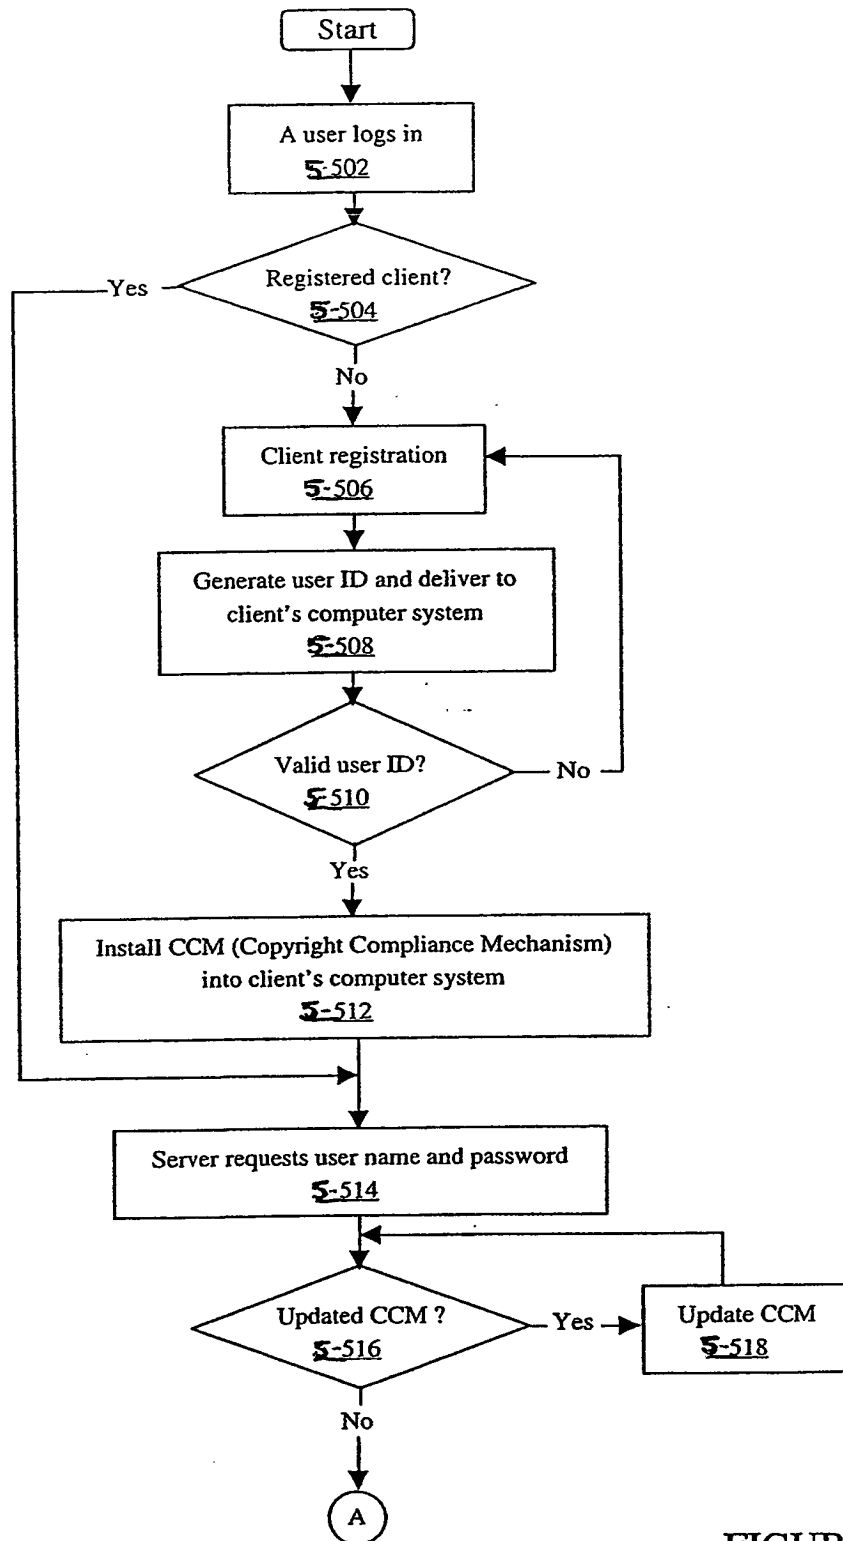 Start
A user logs in
5-502
Registered client?
5-504
Yes
No
Client registration
5-506
Generate user ID and deliver to
client's computer system
5-508
Valid user ID?
5-510
No
Yes
Install CCM (Copyright Compliance Mechanism)
into client's computer system
5-512
Server requests user name and password
5-514
Updated CCM ?
5-516
Yes
Update CCM
5-518
No
A